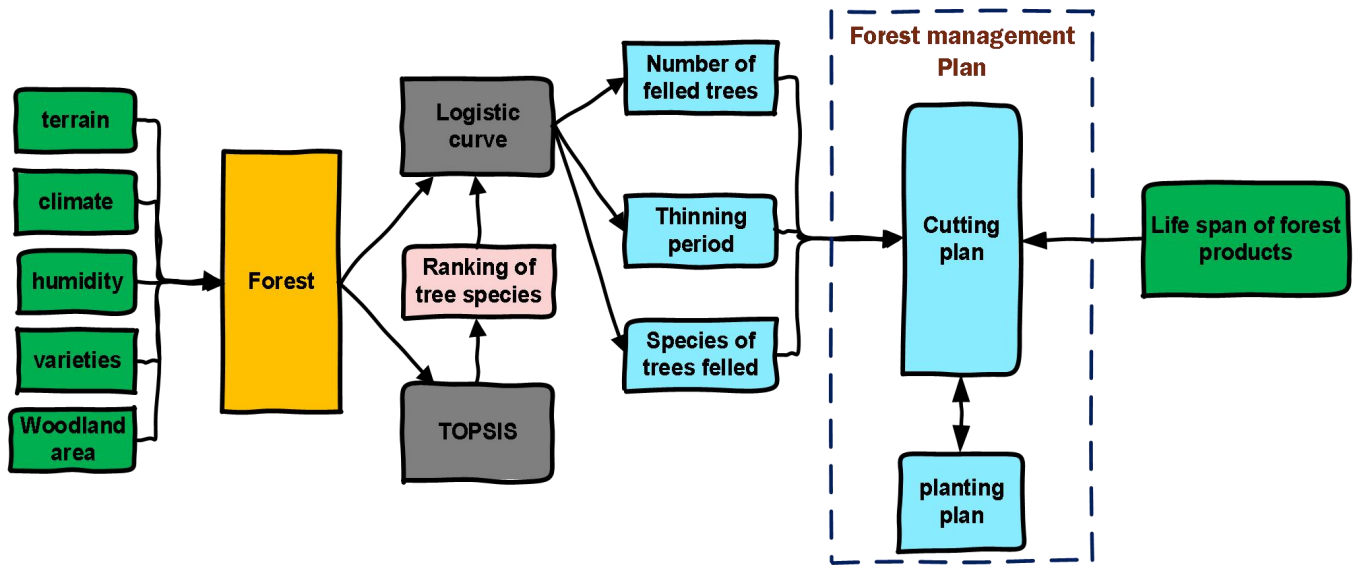 terrain
climate
humidity
varieties
Woodland
area
Forest
Logistic
curve
Ranking of
tree species
TOPSIS
Number of
felled trees
Thinning
period
Species of
trees felled
Forest management
Plan
Cutting
plan
planting
plan
Life span of forest
products